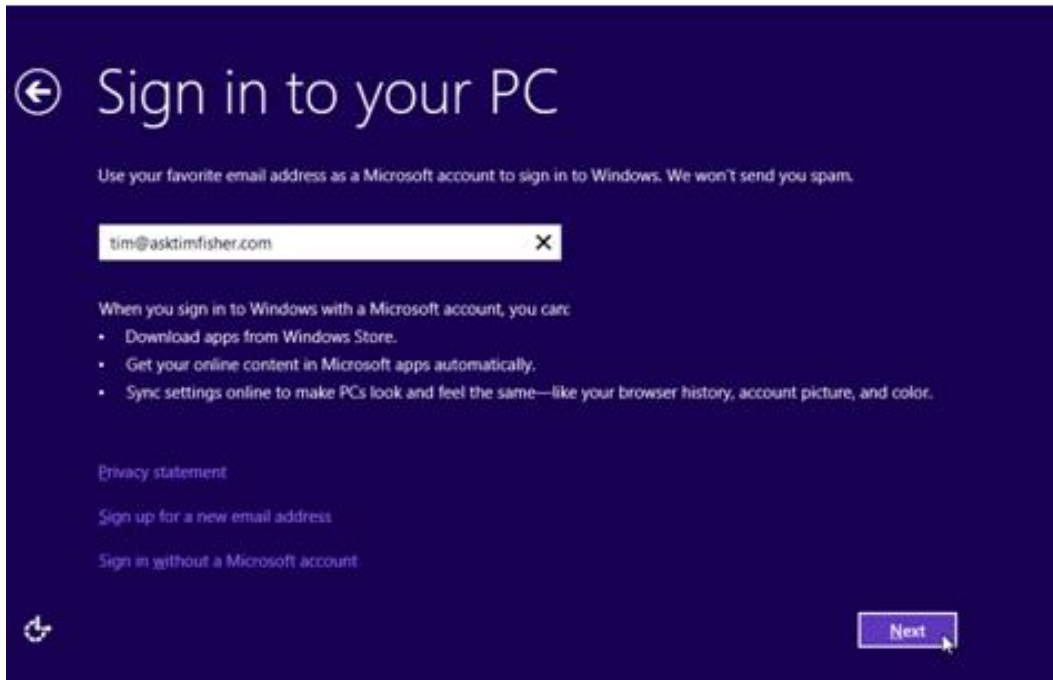 Sign in to your PC
Use your favorite email address as a Microsoft account to sign in to Windows. We won't send you spam.
tim@asktimfisher.com
When you sign in to Windows with a Microsoft account, you can:
• Download apps from Windows Store.
• Get your online content in Microsoft apps automatically.
• Sync settings online to make PCs look and feel the same—like your browser history, account picture, and color.
Privacy statement
Sign up for a new email address
Sign in without a Microsoft account
Next